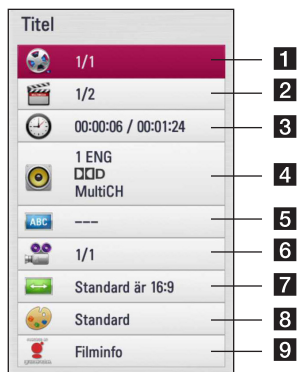 Titel
1/1 1
1/2 2
00:00:06 / 00:01:24 3
1 ENG
DD D
MultiCH 4
ABC --- 5
1/1 6
Standard är 16:9 7
Standard 8
Filminfo 9